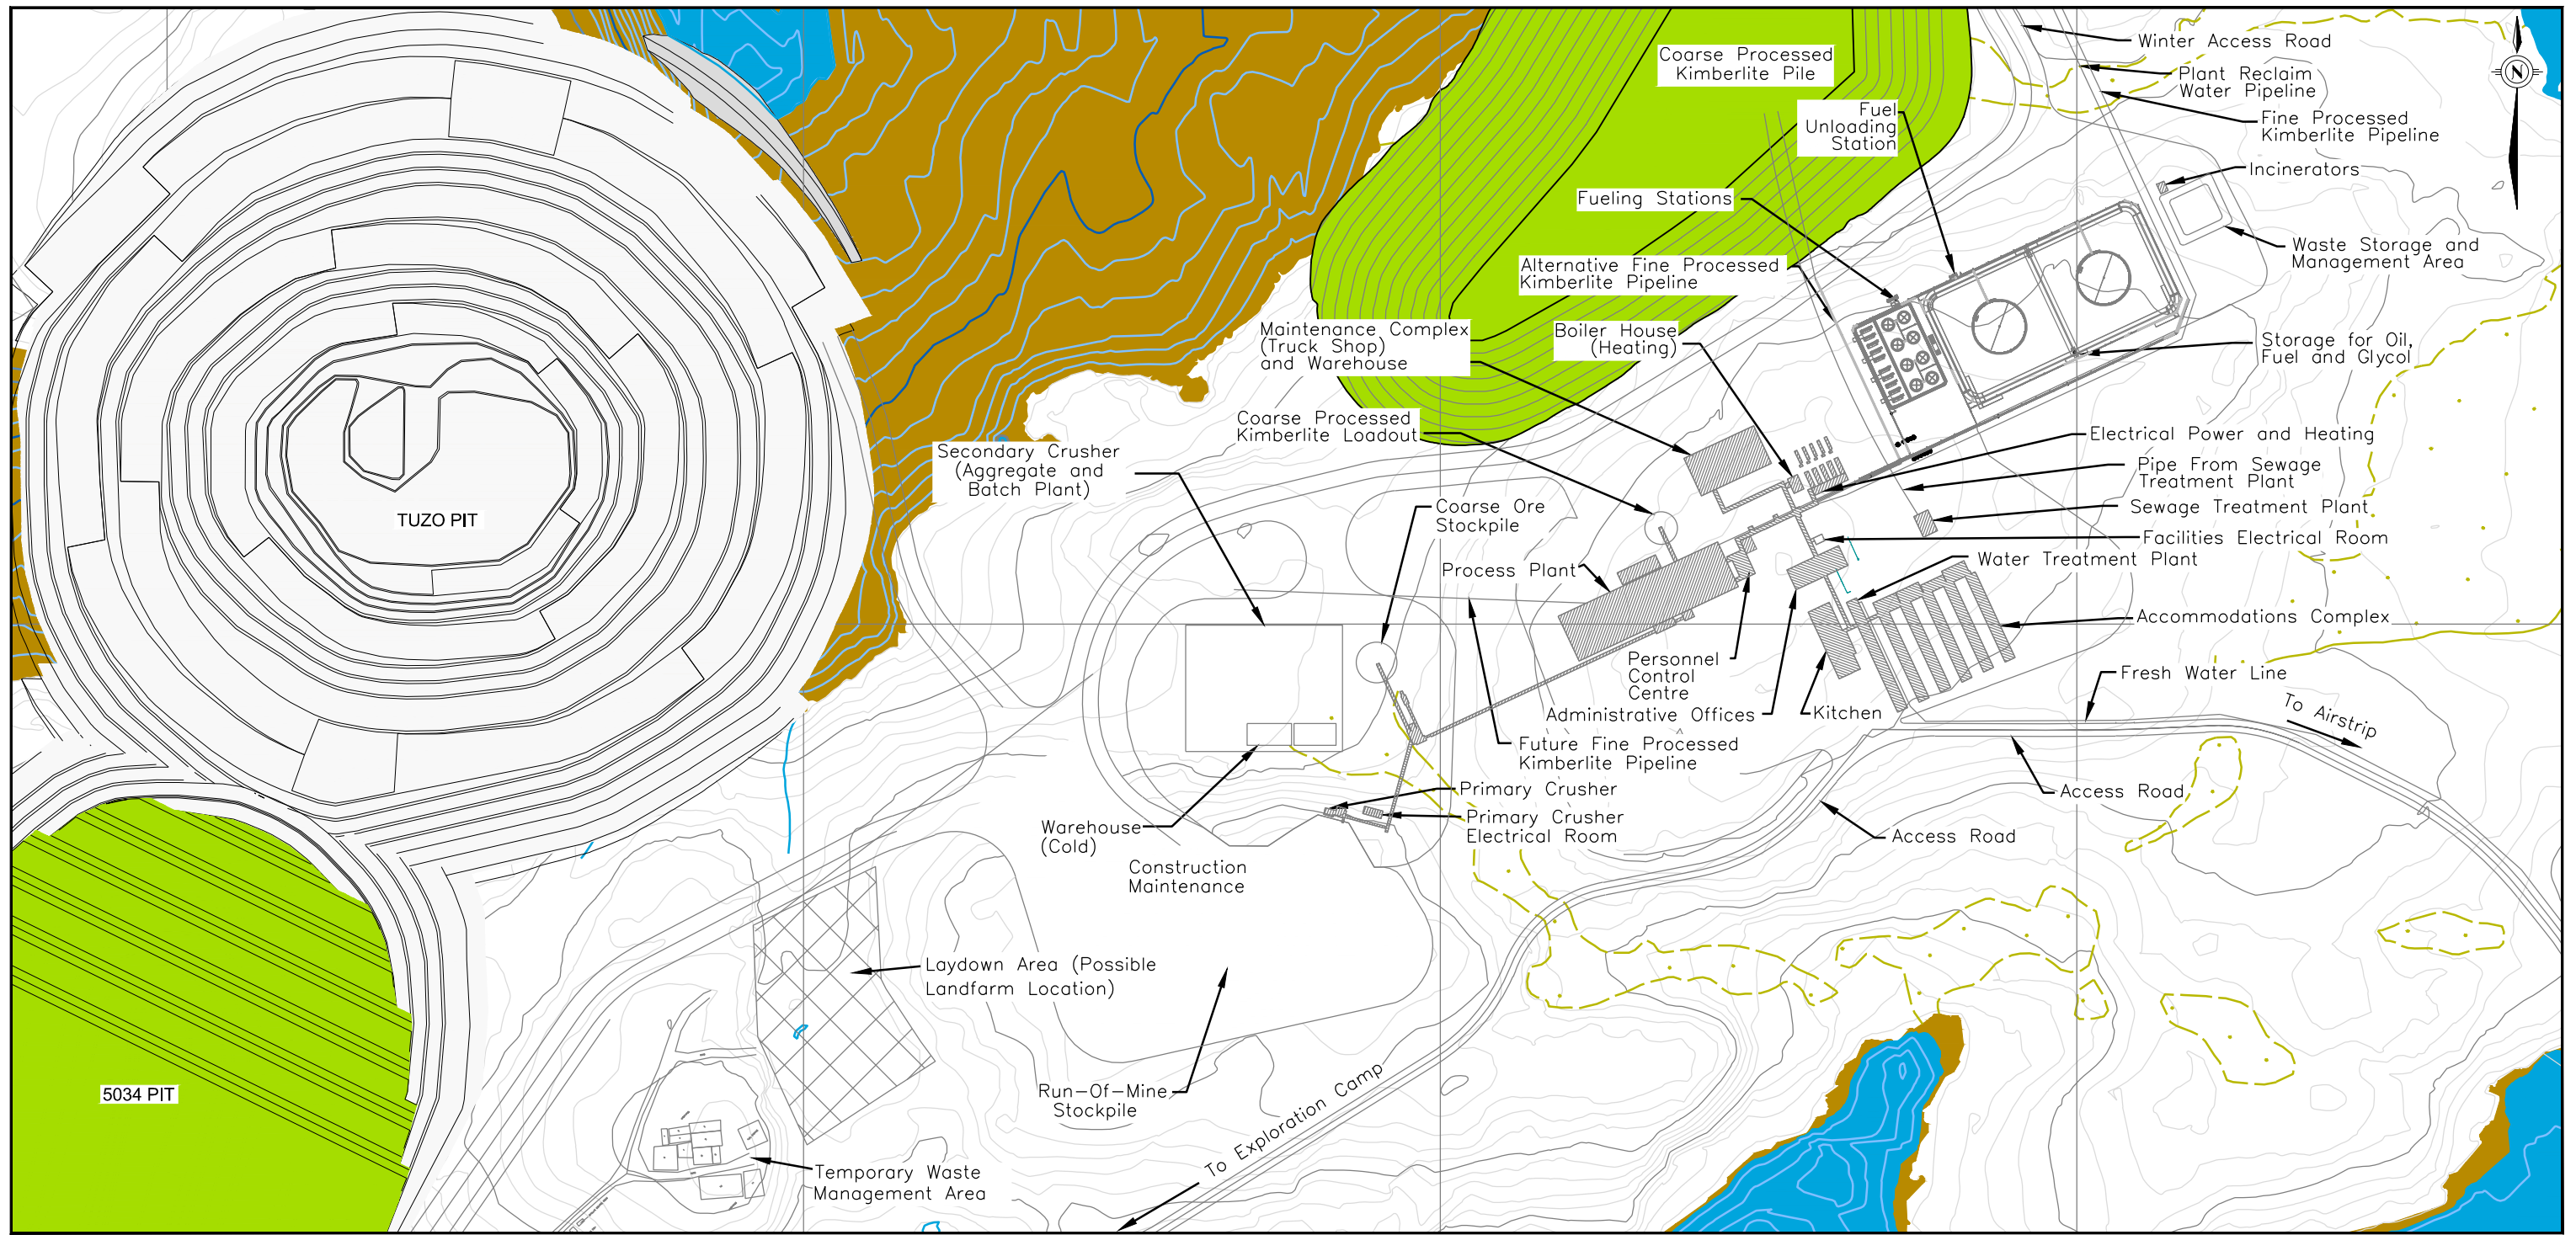 Coarse Processed
Kimberlite Pile
Winter Access Road
Plant Reclaim
Water Pipeline
N
Fuel
Unloading
Station
Fine Processed
Kimberlite Pipeline
Incinerators
Fueling Stations
Waste Storage and
Management Area
Alternative Fine Processed
Kimberlite Pipeline
Maintenance Complex
(Truck Shop)
and Warehouse
Boiler House
(Heating)
Storage for Oil,
Fuel and Glycol
Coarse Processed
Kimberlite Loadout
Electrical Power and Heating
Secondary Crusher
(Aggregate and
Batch Plant)
Pipe From Sewage
Treatment Plant
Coarse Ore
Stockpile
Sewage Treatment Plant
TUZO PIT
Facilities Electrical Room
Water Treatment Plant
Process Plant
Accommodations Complex
Personnel
Control
Centre
Fresh Water Line
Administrative Offices
Kitchen
To Airstrip
Future Fine Processed
Kimberlite Pipeline
Primary Crusher
Access Road
Primary Crusher
Electrical Room
Warehouse
(Cold)
Access Road
Construction
Maintenance
Laydown Area (Possible
Landfarm Location)
5034 PIT
Run-Of-Mine
Stockpile
To Exploration Camp
Temporary Waste
Management Area